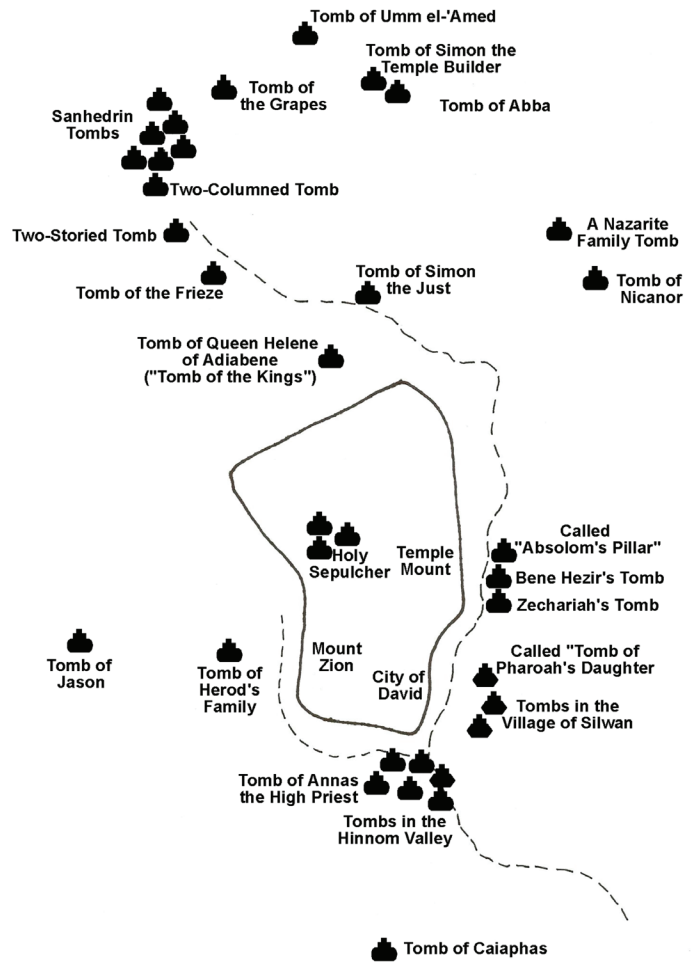 Tomb of Umm el-'Amed
Tomb of Simon the
Temple Builder
Tomb of
the Grapes
Tomb of Abba
Sanhedrin
Tombs
Two-Columned Tomb
Two-Storied Tomb
A Nazarite
Family Tomb
Tomb of the Frieze
Tomb of Simon
the Just
Tomb of
Nicanor
Tomb of Queen Helene
of Adiabene
("Tomb of the Kings")
Called
"Absolom's Pillar"
Holy
Sepulcher
Temple
Mount
Bene Hezir's Tomb
Zechariah's Tomb
Tomb of
Jason
Tomb of
Herod's
Family
Mount
Zion
City of
David
Called "Tomb of
Pharoah's Daughter
Tombs in the
Village of Silwan
Tomb of Annas
the High Priest
Tombs in the
Hinnom Valley
Tomb of Caiaphas